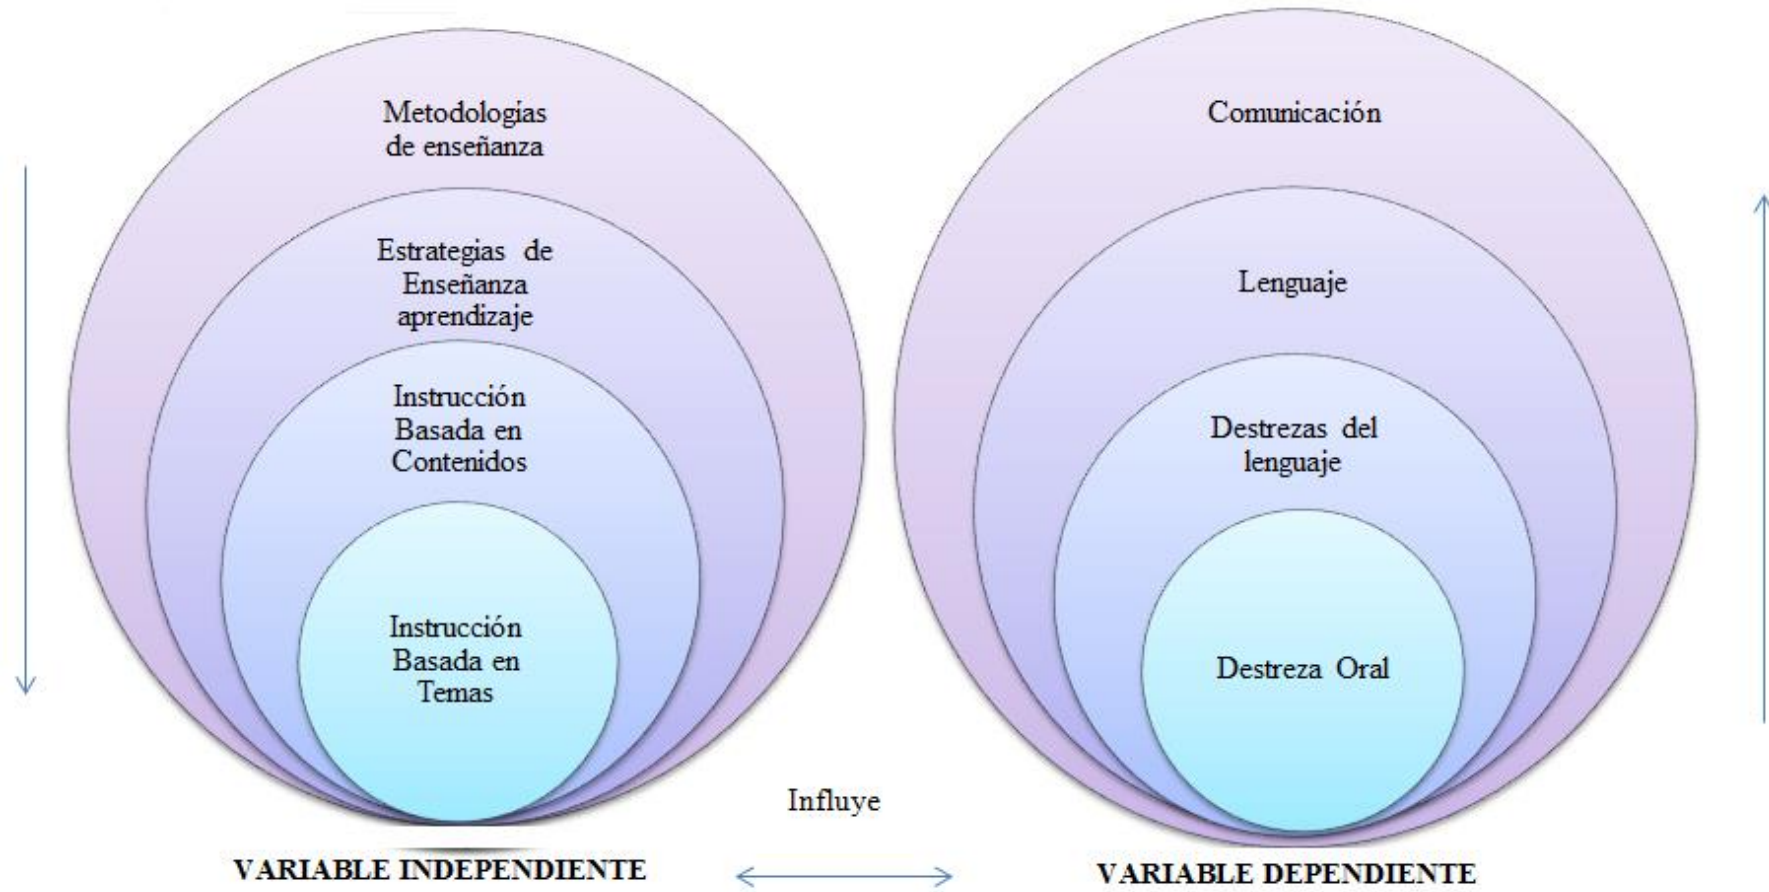 Metodologías
de enseñanza
Estrategias de
Enseñanza
aprendizaje
Instrucción
Basada en
Contenidos
Instrucción
Basada en
Temas
VARIABLE INDEPENDIENTE
Influye
Comunicación
Lenguaje
Destrezas del
lenguaje
Destreza Oral
VARIABLE DEPENDIENTE